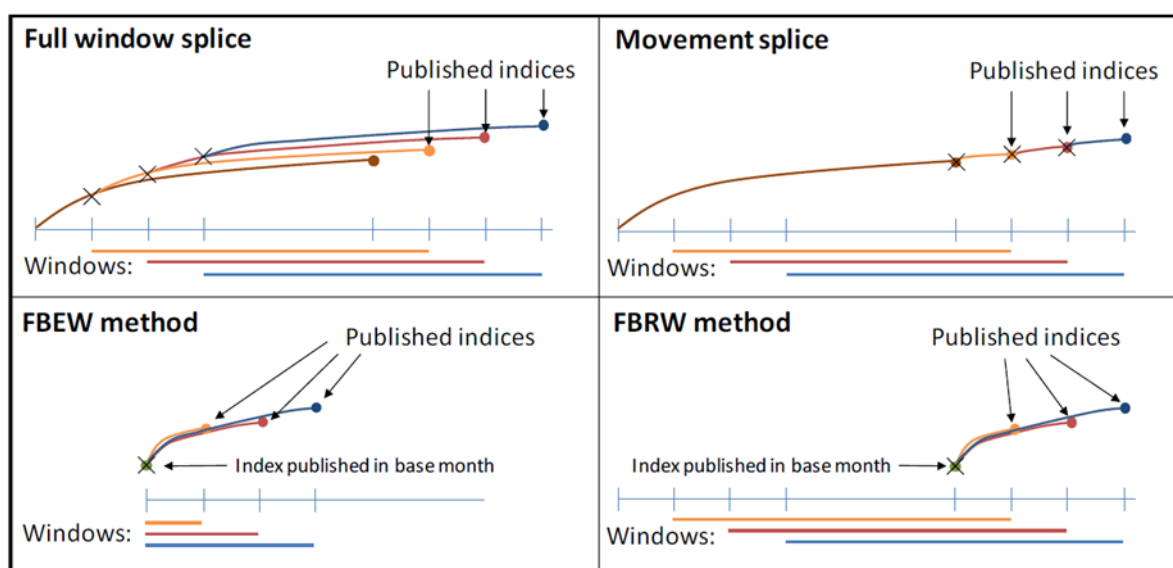 Full window splice
Published indices
Windows:
Movement splice
Published indices
Windows:
FBEW method
Published indices
Index published in base month
Windows:
FBRW method
Published indices
Index published in base month
Windows: